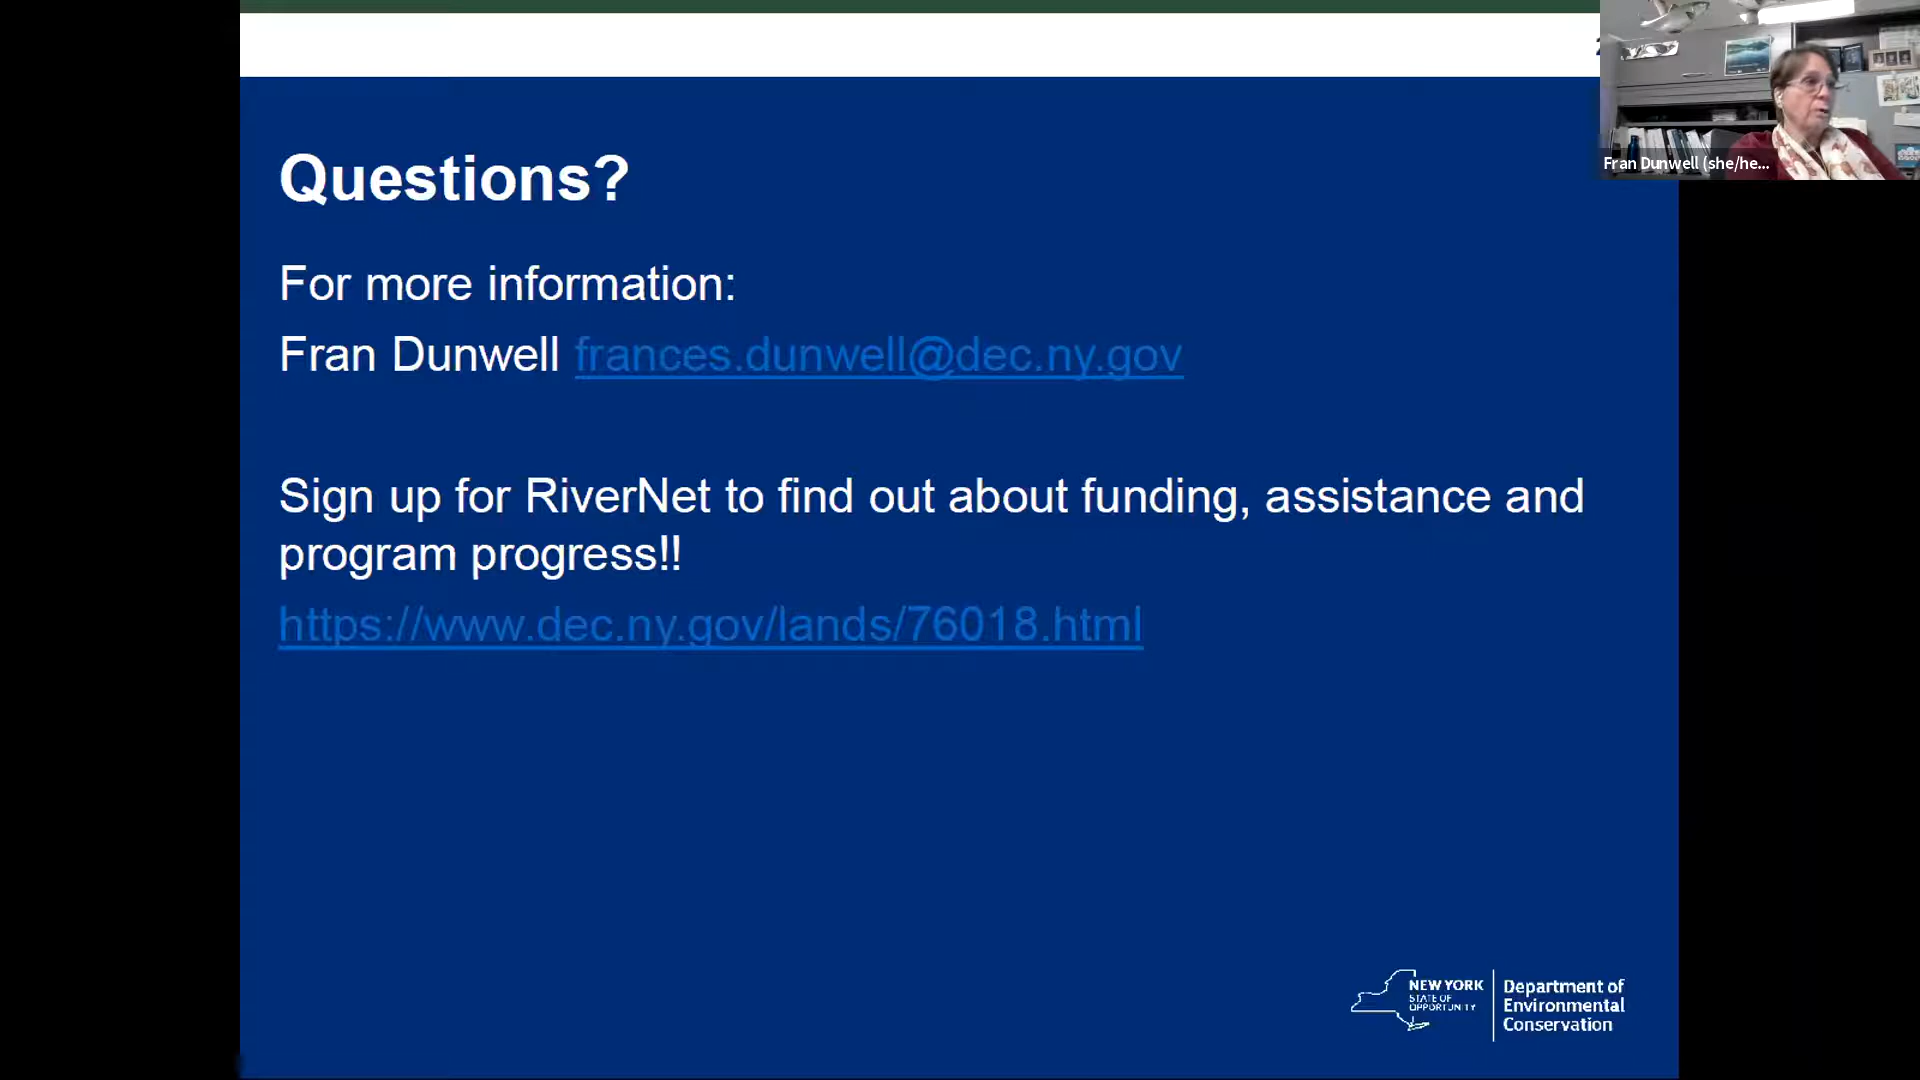 Questions?
For more information:
Fran Dunwell frances.dunwell@dec.ny.gov
Sign up for RiverNet to find out about funding, assistance and
program progress!!
https://www.dec.ny.gov/lands/76018.html
Fran Dunwell (she/he...
NEW YORK
STATE OF
OPPORTUNITY
Department of
Environmental
Conservation